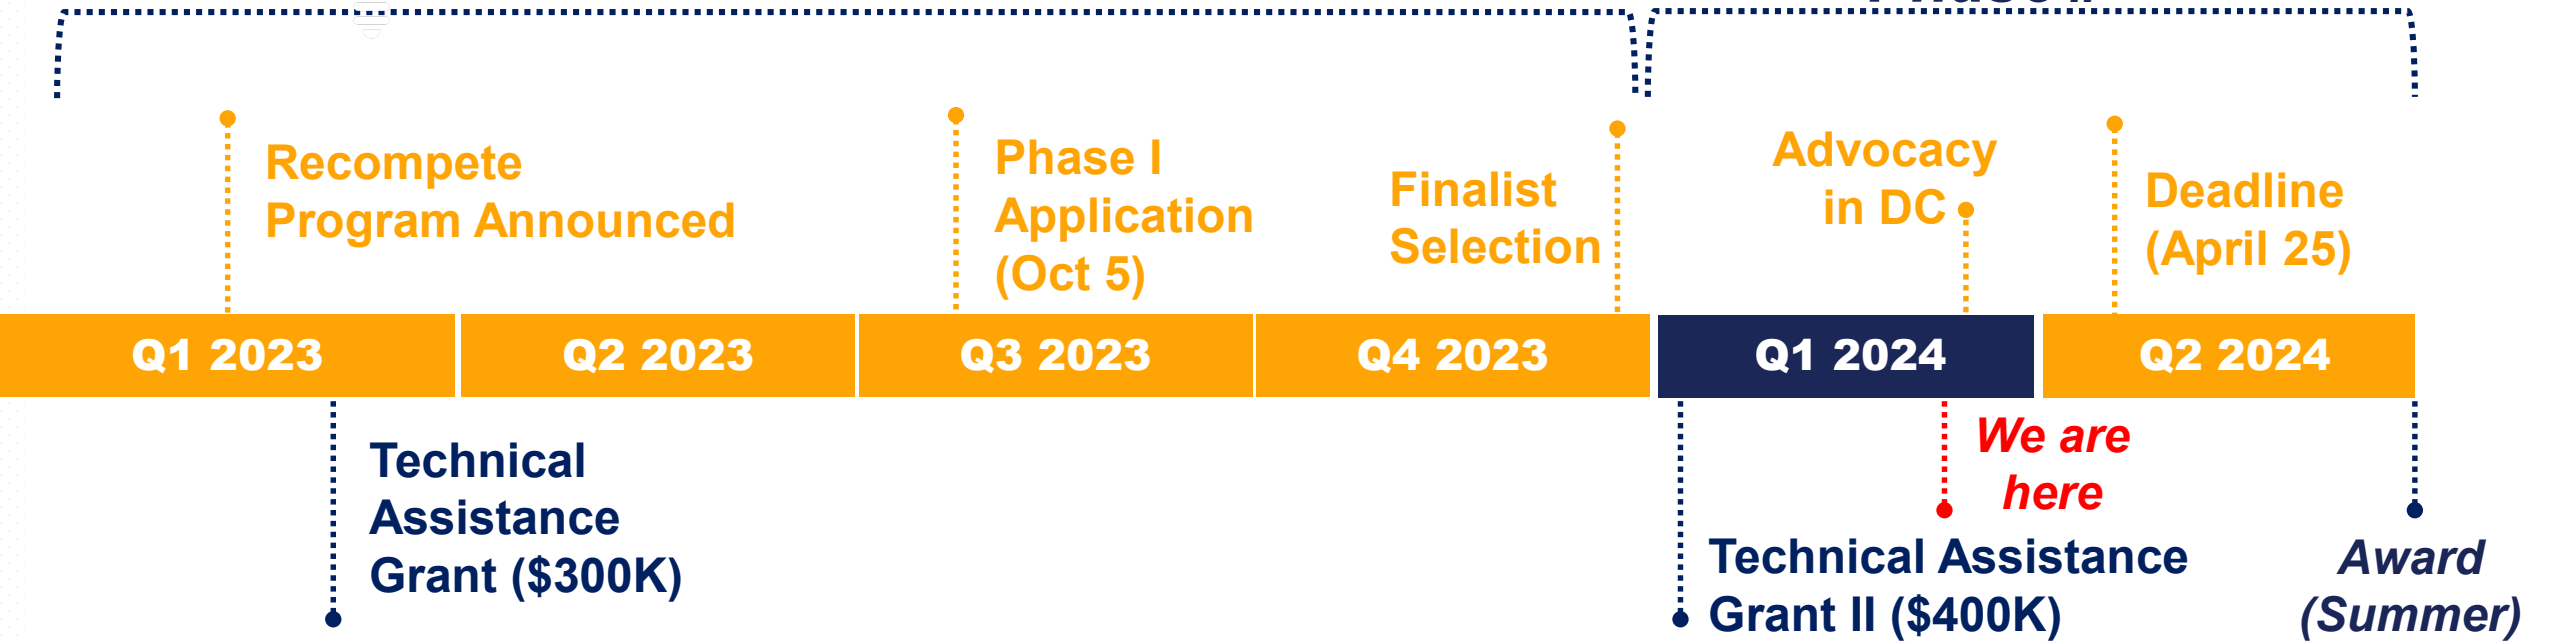 Phase II
Recompete
Program Announced
Phase I
Application
(Oct 5)
Finalist
Selection
Advocacy
in DC
Deadline
(April 25)
Q1 2023
Q2 2023
Q3 2023
Q4 2023
Q1 2024
Q2 2024
Technical
Assistance
Grant ($300K)
We are
here
Technical Assistance
Grant II ($400K)
Award
(Summer)